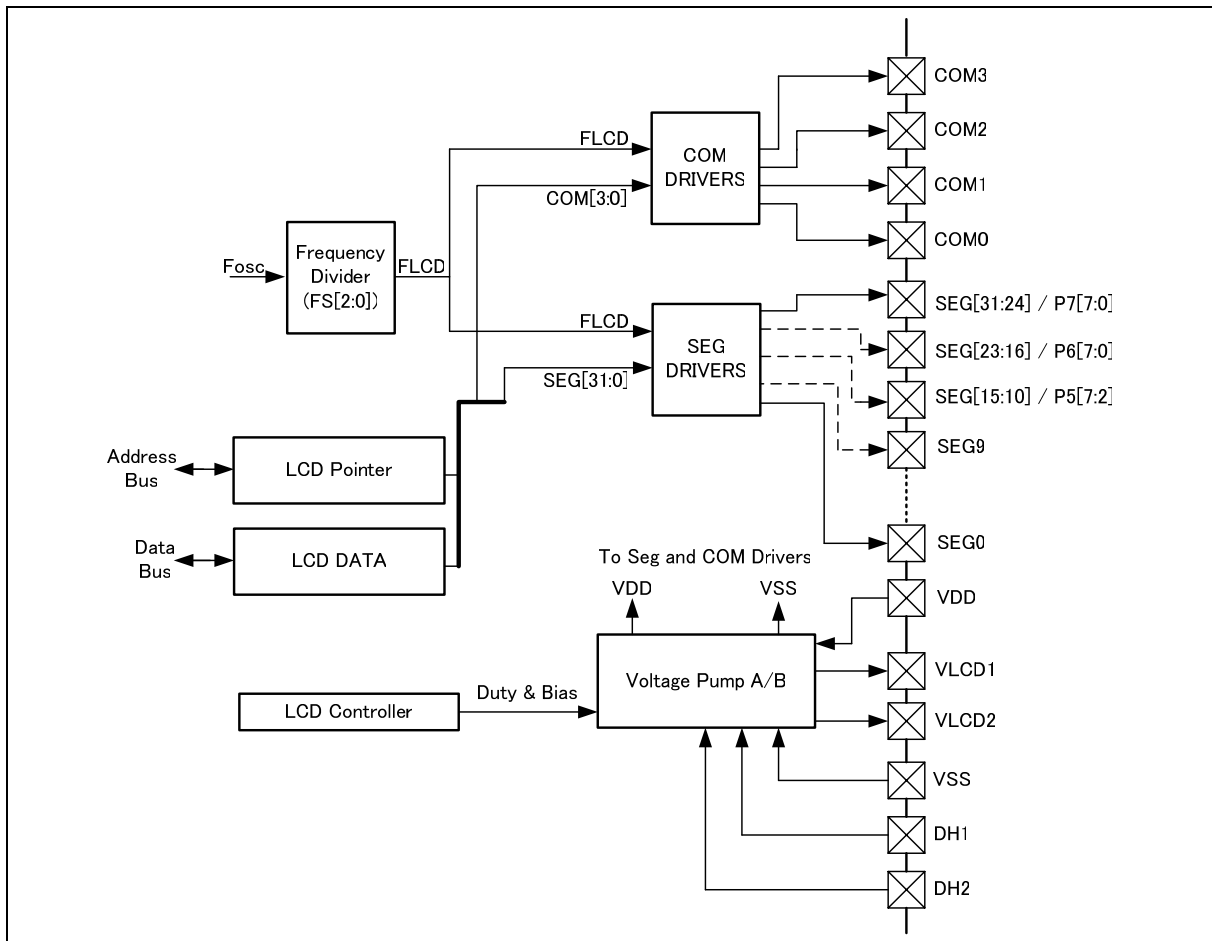 COM3
COM2
COM1
COM0
FLCD
COM[3:0]
COM
DRIVERS
Fosc
Frequency
Divider
(FS[2:0])
FLCD
FLCD
SEG[31:0]
SEG
DRIVERS
SEG[31:24] / P7[7:0]
SEG[23:16] / P6[7:0]
SEG[15:10] / P5[7:2]
SEG9
SEG0
Address
Bus
LCD Pointer
Data
Bus
LCD DATA
To Seg and COM Drivers
VDD
VSS
Voltage Pump A/B
LCD Controller
Duty & Bias
VDD
VLCD1
VLCD2
VSS
DH1
DH2